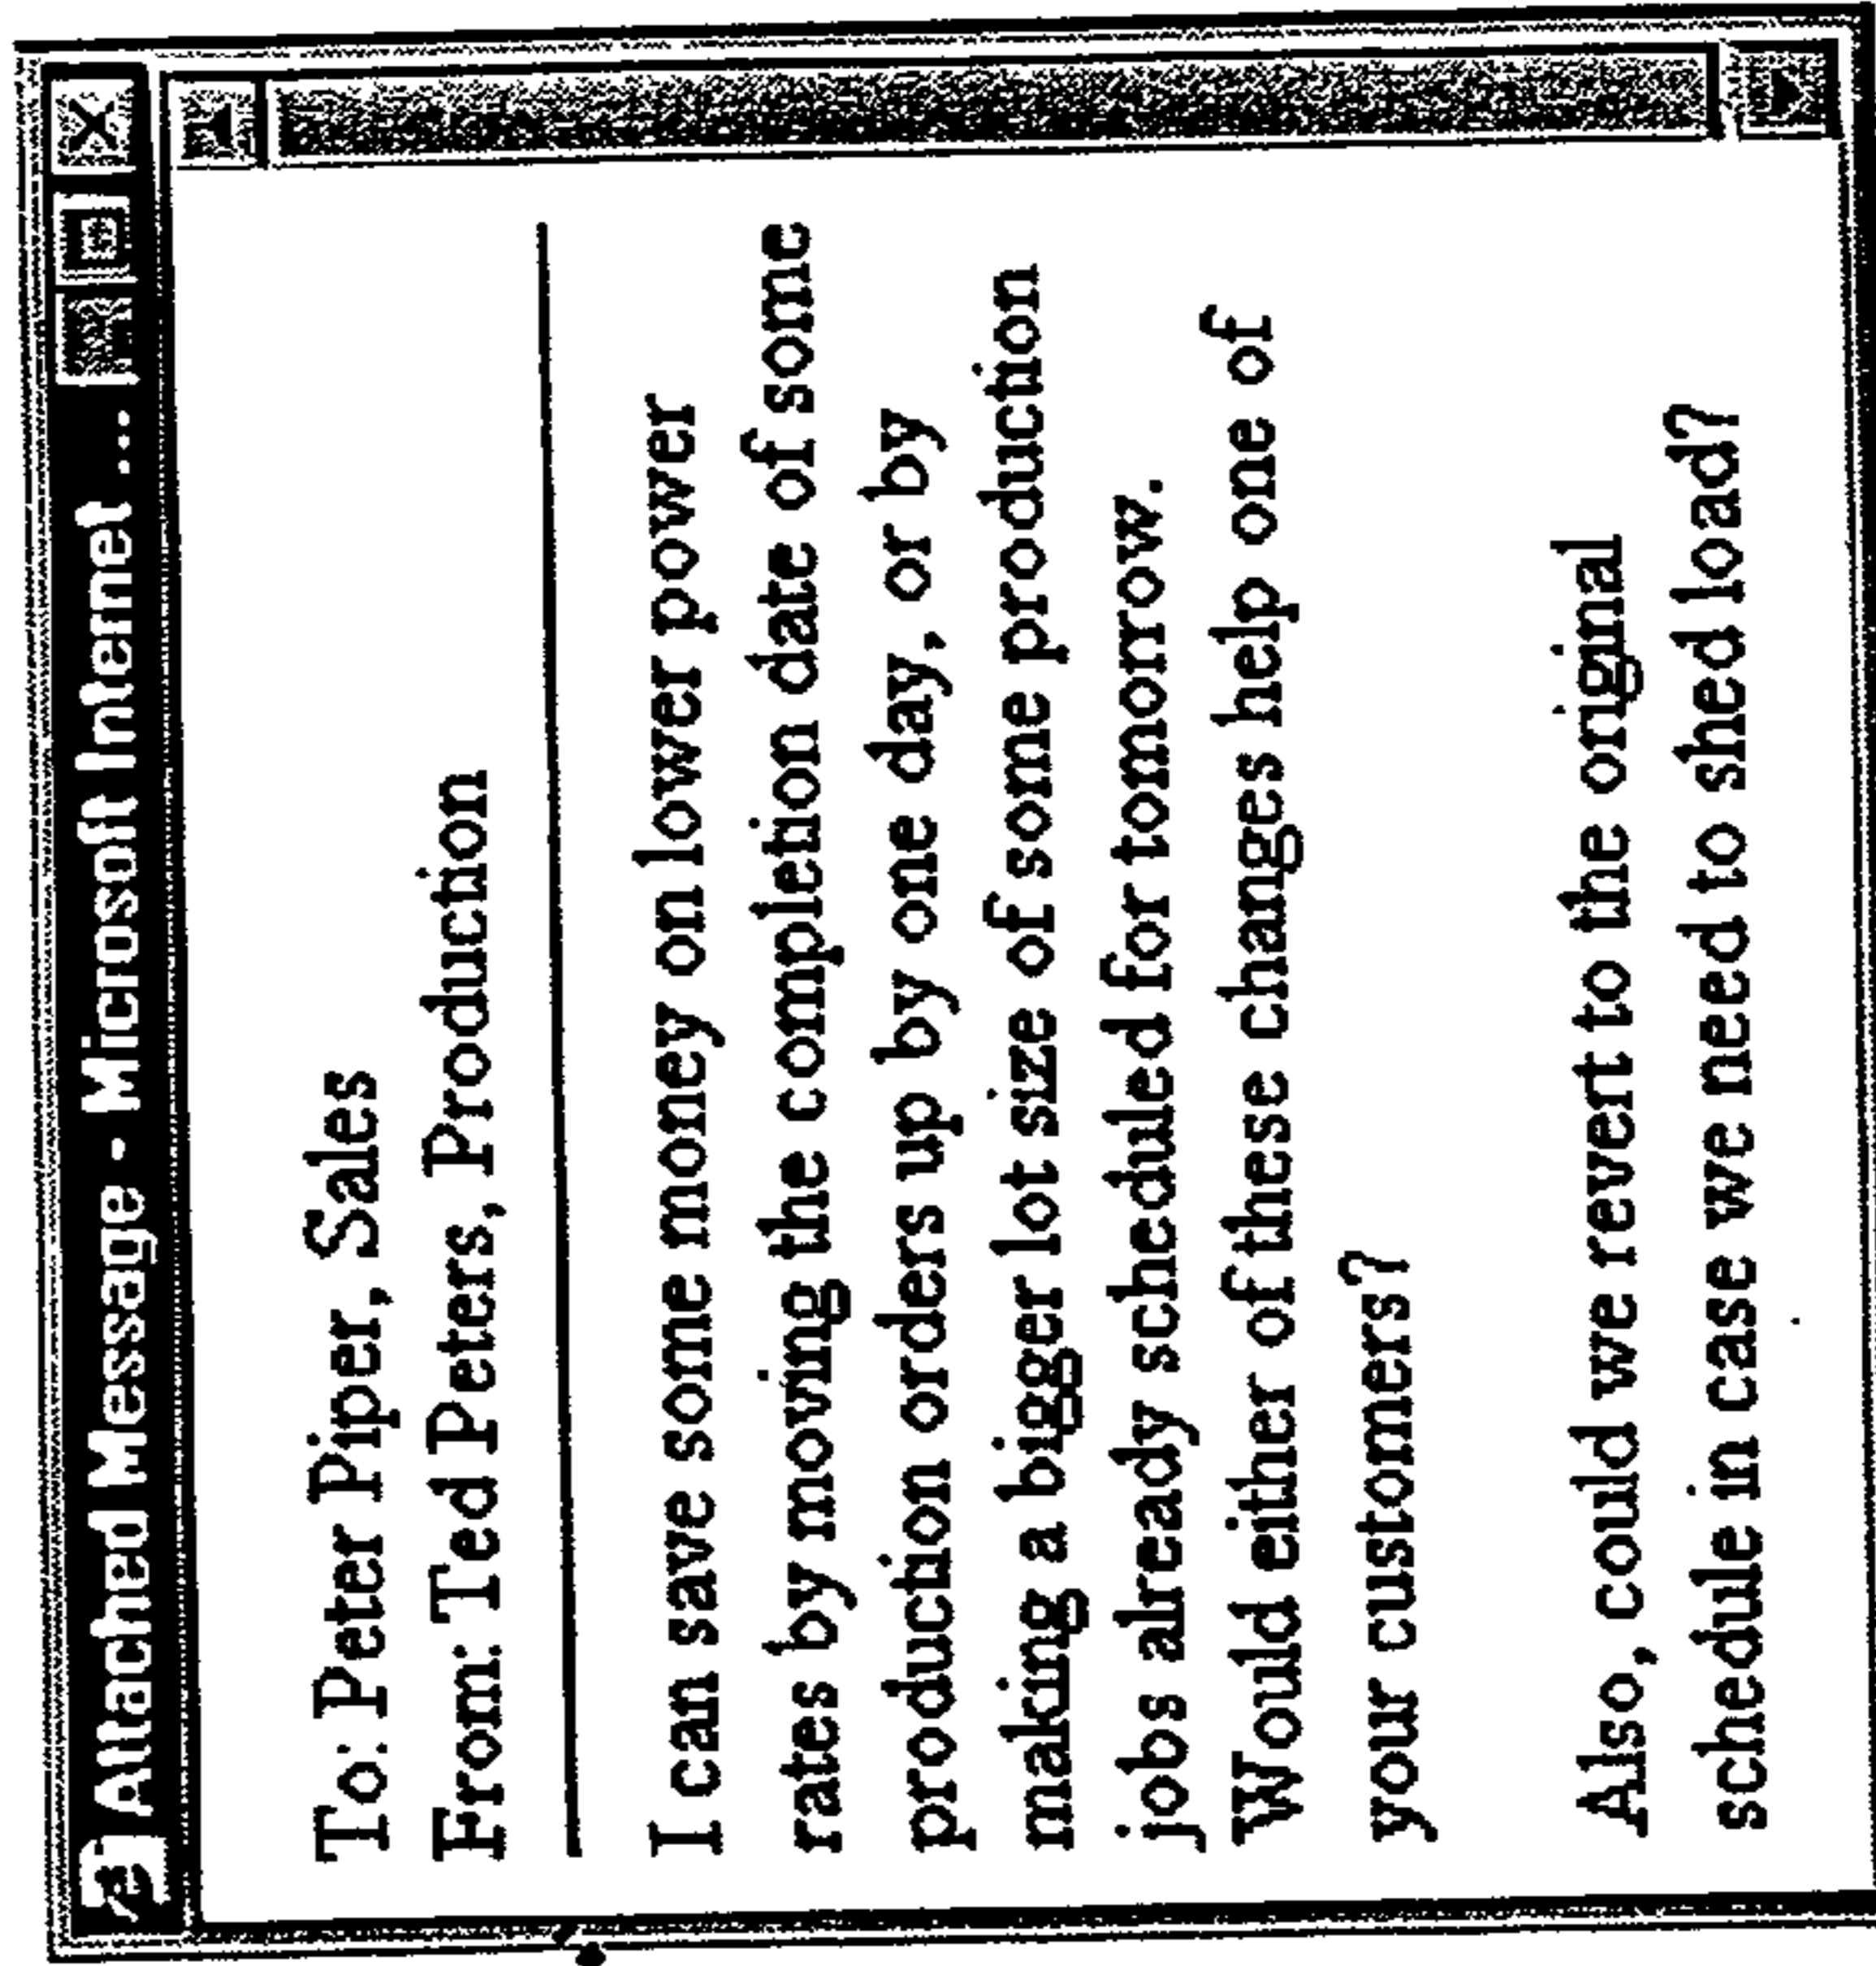 Attached Message - Microsoft Internet ...
To: Peter Piper, Sales
From: Ted Peters, Production
I can save some money on lower power
rates by moving the completion date of some
production orders up by one day, or by
making a bigger lot size of some production
jobs already scheduled for tomorrow.
Would either of these changes help one of
your customers?
Also, could we revert to the original
schedule in case we need to shed load?